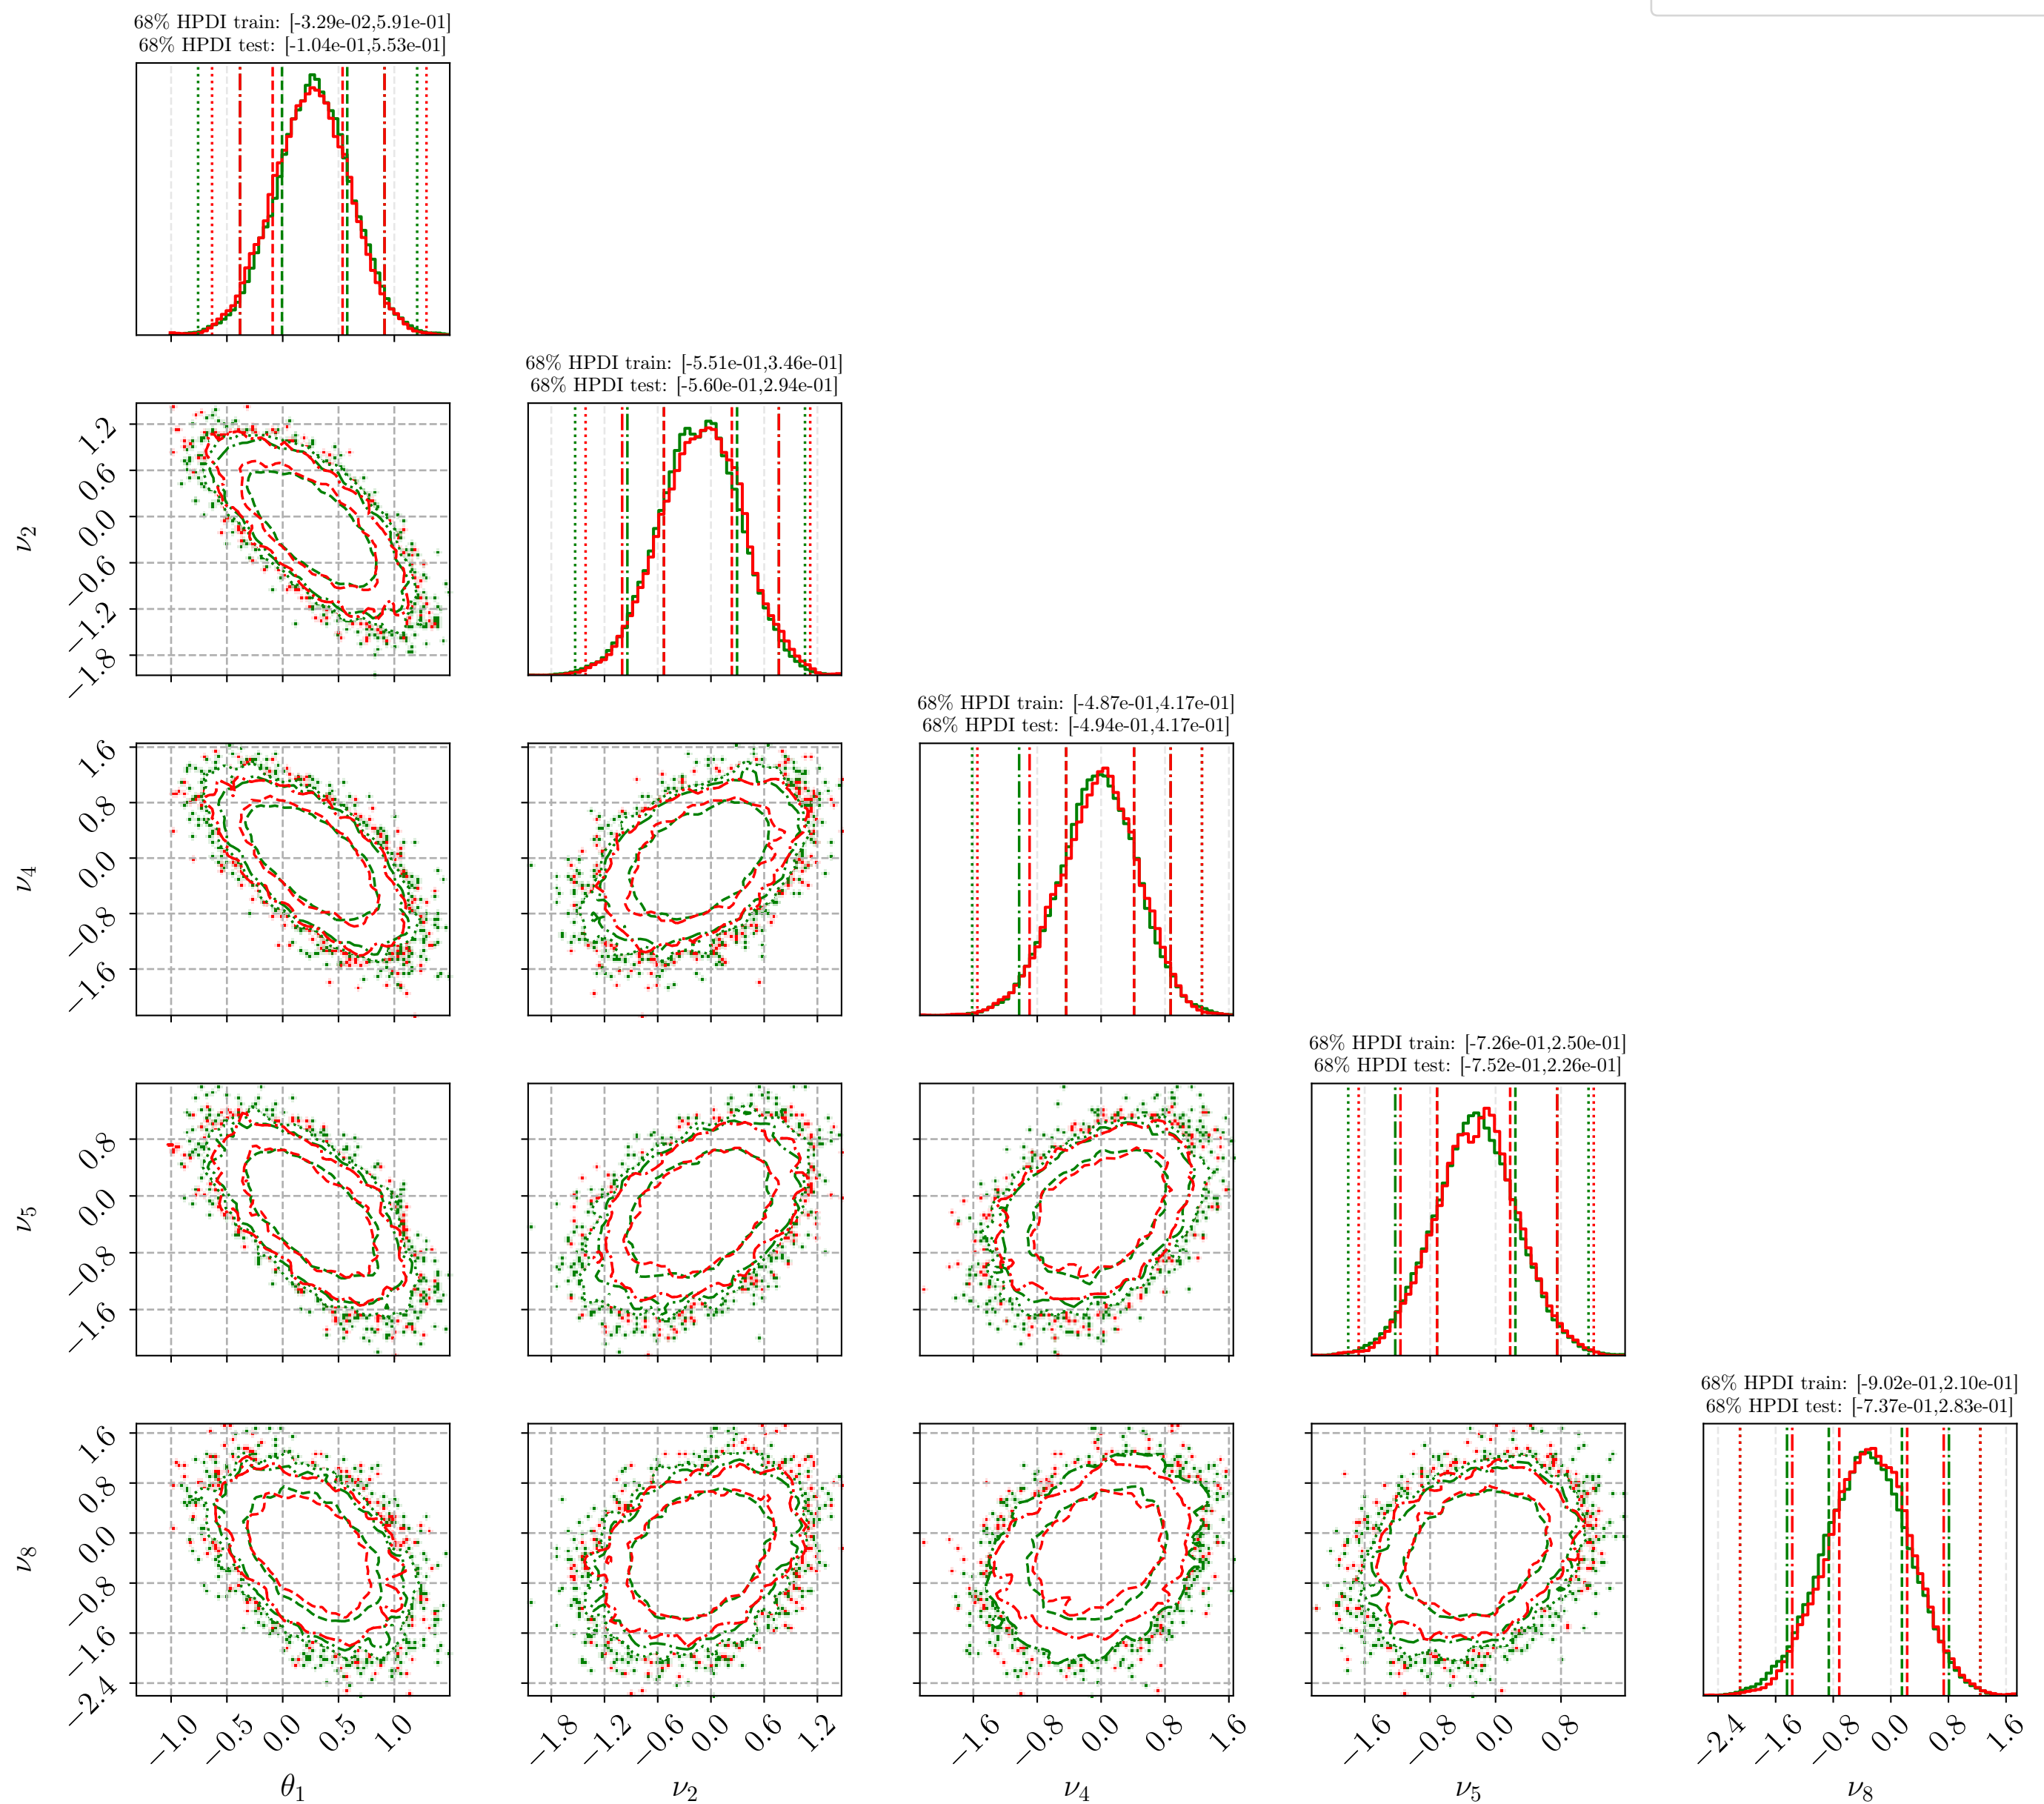 68% HPDI train: [-3.29e-02,5.91e-01]
68% HPDI test: [-1.04e-01,5.53e-01]
68% HPDI train: [-5.51e-01,3.46e-01]
68% HPDI test: [-5.60e-01,2.94e-01]
1.2
0.6
0.0
−0.6
−1.2
−1.8
ν2
68% HPDI train: [-4.87e-01,4.17e-01]
68% HPDI test: [-4.94e-01,4.17e-01]
1.6
0.8
0.0
−0.8
−1.6
ν4
68% HPDI train: [-7.26e-01,2.50e-01]
68% HPDI test: [-7.52e-01,2.26e-01]
0.8
0.0
−0.8
−1.6
ν5
68% HPDI train: [-9.02e-01,2.10e-01]
68% HPDI test: [-7.37e-01,2.83e-01]
1.6
0.8
0.0
−0.8
−1.6
−2.4
ν8
−1.0 −0.5 0.0 0.5 1.0
θ1
−1.8 −1.2 −0.6 0.0 0.6 1.2
ν2
−1.6 −0.8 0.0 0.8 1.6
ν4
−1.6 −0.8 0.0 0.8
ν5
−2.4 −1.6 −0.8 0.0 0.8 1.6
ν8